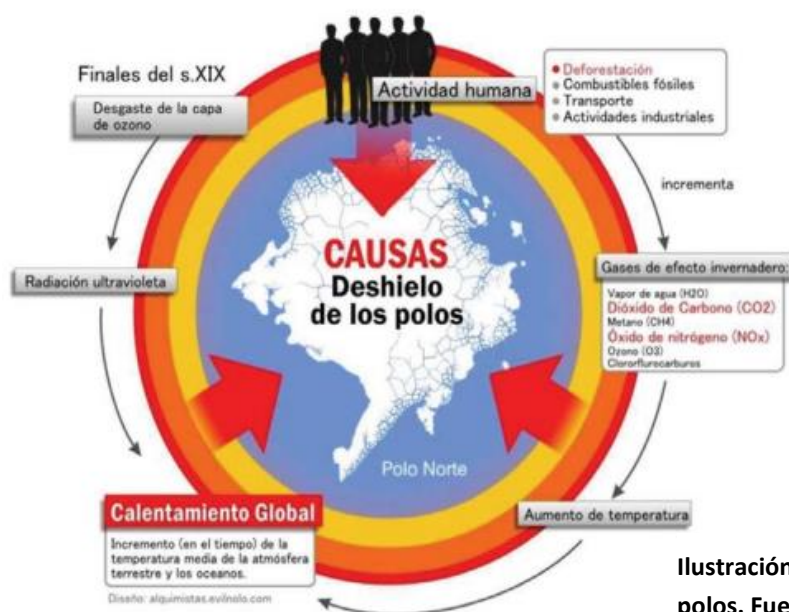 Finales del s.XIX
Desgaste de la capa
de ozono
Actividad humana
Deforestación
Combustibles fósiles
Transporte
Actividades industriales
incrementa
Radiación ultravioleta
CAUSAS
Deshielo
de los polos
Gases de efecto invernadero:
Vapor de agua (H2O)
Dióxido de Carbono (CO2)
Metano (CH4)
Óxido de nitrógeno (NOx)
Ozono (O3)
Clororflurocarburos
Polo Norte
Calentamiento Global
Incremento (en el tiempo) de la
temperatura media de la atmósfera
terrestre y los oceanos.
Aumento de temperatura
Diseño: alquimistas.evilnolo.com
Ilustración
polos. Fue